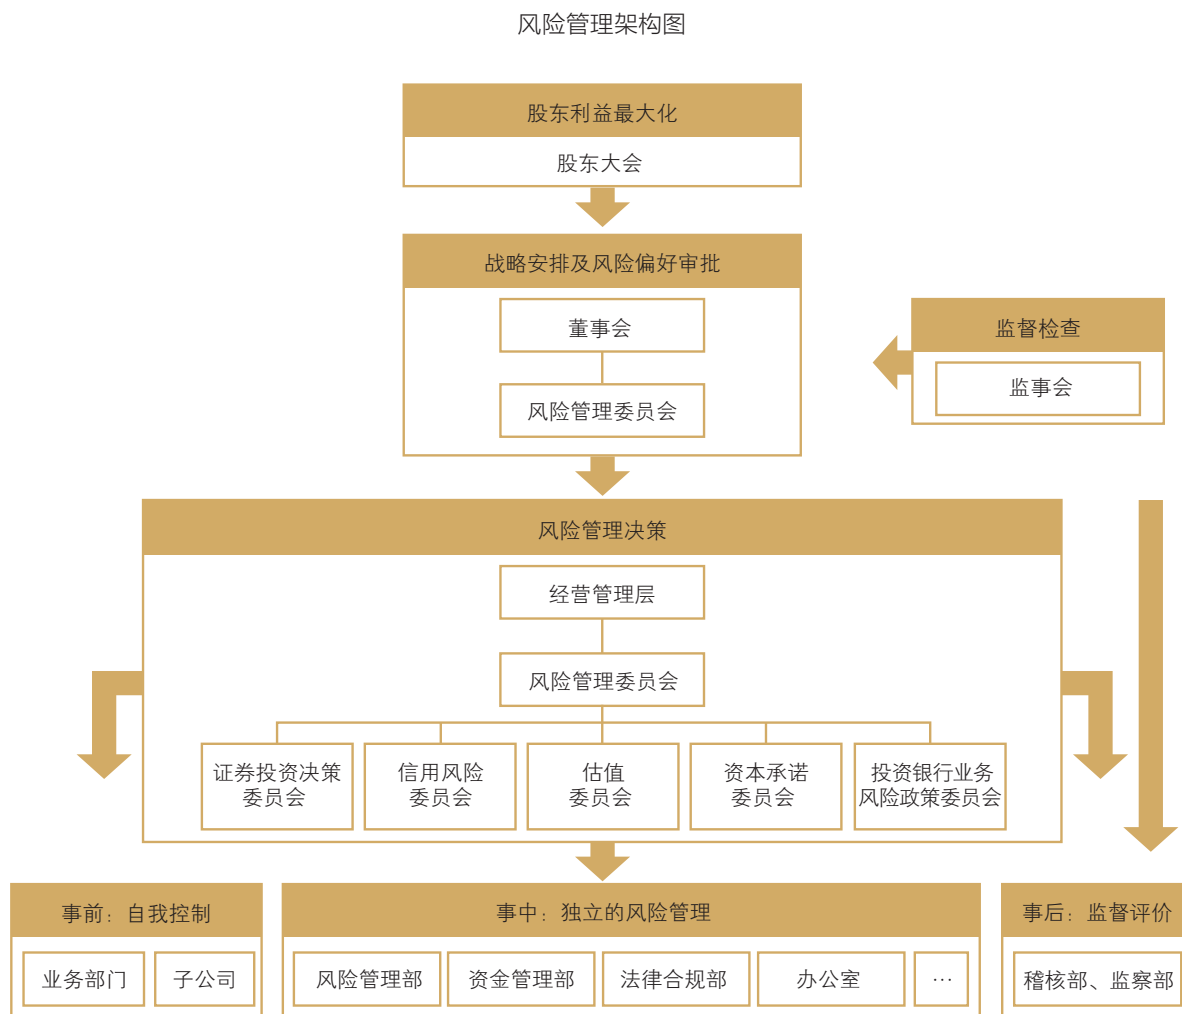 风险管理架构图
股东利益最大化
股东大会
战略安排及风险偏好审批
董事会
风险管理委员会
监督检查
监事会
风险管理决策
经营管理层
风险管理委员会
证券投资决策
委员会
信用风险
委员会
估值
委员会
资本承诺
委员会
投资银行业务
风险政策委员会
事前：自我控制
业务部门
子公司
事中：独立的风险管理
风险管理部
资金管理部
法律合规部
办公室
…
事后：监督评价
稽核部、监察部